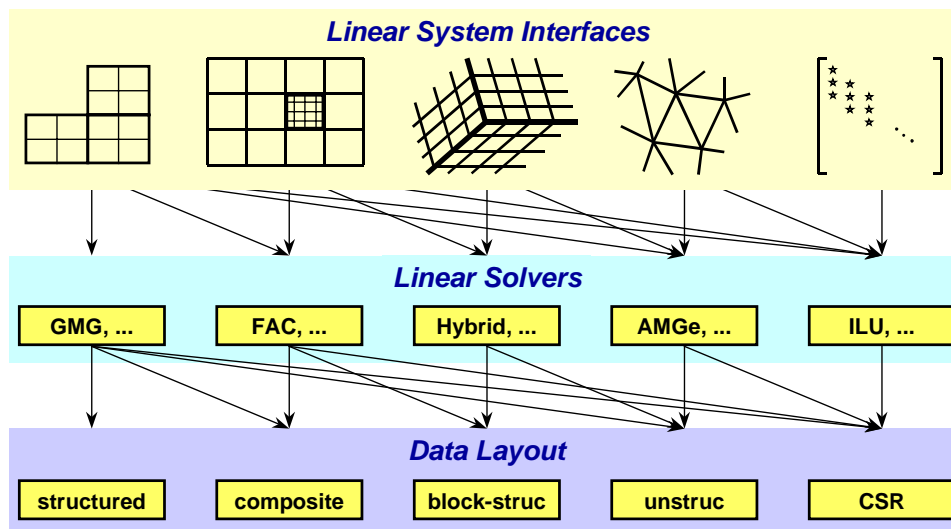 Linear System Interfaces
Linear Solvers
GMG, ...
FAC, ...
Hybrid, ...
AMGe, ...
ILU, ...
Data Layout
structured
composite
block-struc
unstruc
CSR